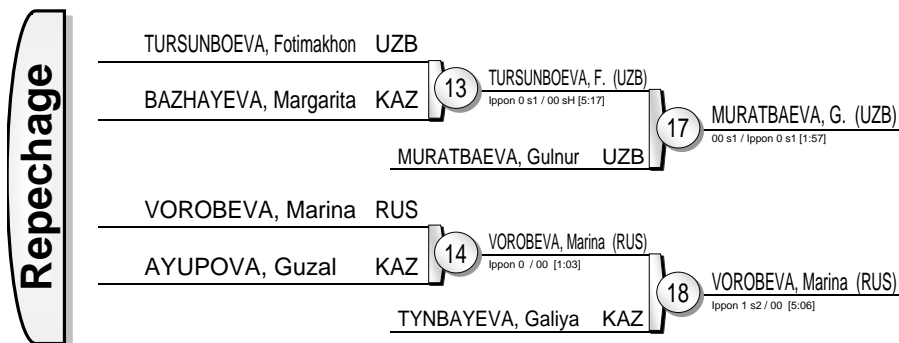 Repechage
TURSUNBOEVA, Fotimakhon UZB
BAZHAYEVA, Margarita KAZ
13
TURSUNBOEVA, F. (UZB)
Ippon 0 s1 / 00 sH [5:17]
MURATBAEVA, Gulnur UZB
17
MURATBAEVA, G. (UZB)
00 s1 / Ippon 0 s1 [1:57]
VOROBEVA, Marina RUS
AYUPOVA, Guzal KAZ
14
VOROBEVA, Marina (RUS)
Ippon 0 / 00 [1:03]
TYNBAYEVA, Galiya KAZ
18
VOROBEVA, Marina (RUS)
Ippon 1 s2 / 00 [5:06]